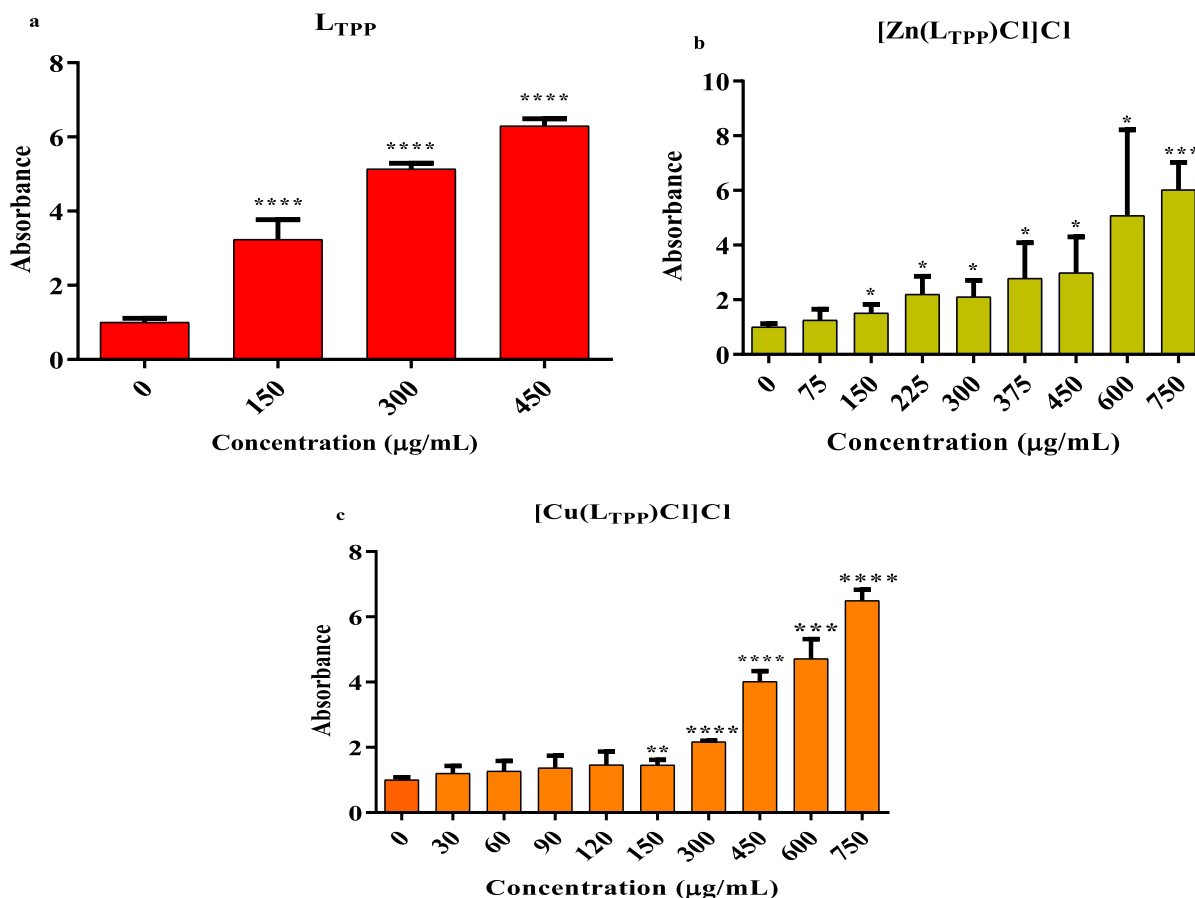 a
L_TPP
Absorbance
8
6
4
2
0
**** **** ****
0 150 300 450
Concentration (μg/mL)
b
[Zn(L_TPP)Cl]Cl
Absorbance
10
8
6
4
2
0
* * * * * * ***
0 75 150 225 300 375 450 600 750
Concentration (μg/mL)
c
[Cu(L_TPP)Cl]Cl
Absorbance
8
6
4
2
0
** **** **** *** ****
0 30 60 90 120 150 300 450 600 750
Concentration (μg/mL)